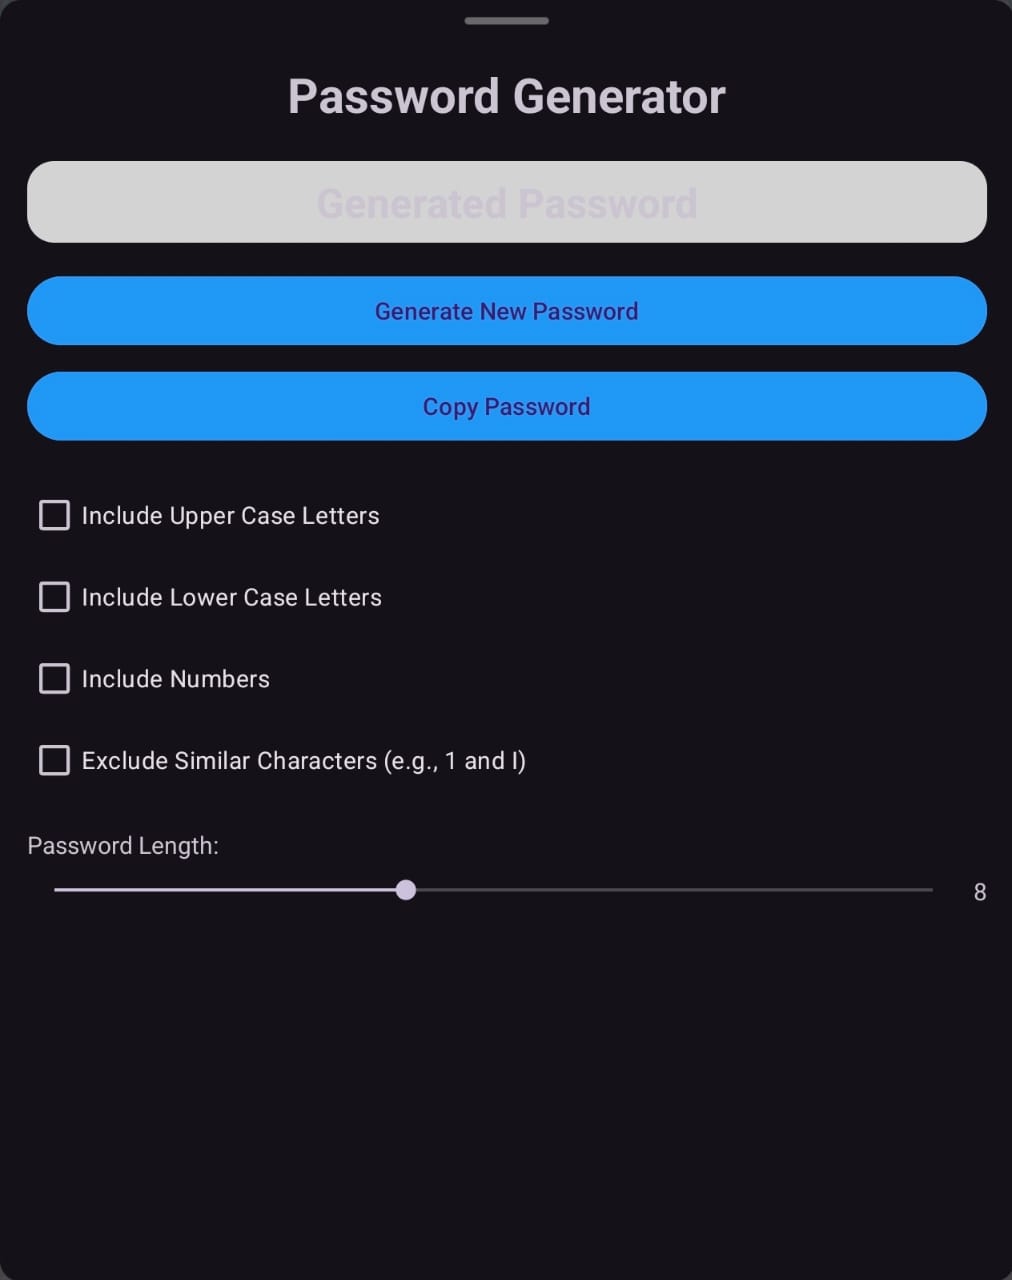 Password Generator
Generated Password
Generate New Password
Copy Password
Include Upper Case Letters
Include Lower Case Letters
Include Numbers
Exclude Similar Characters (e.g., 1 and I)
Password Length:
8